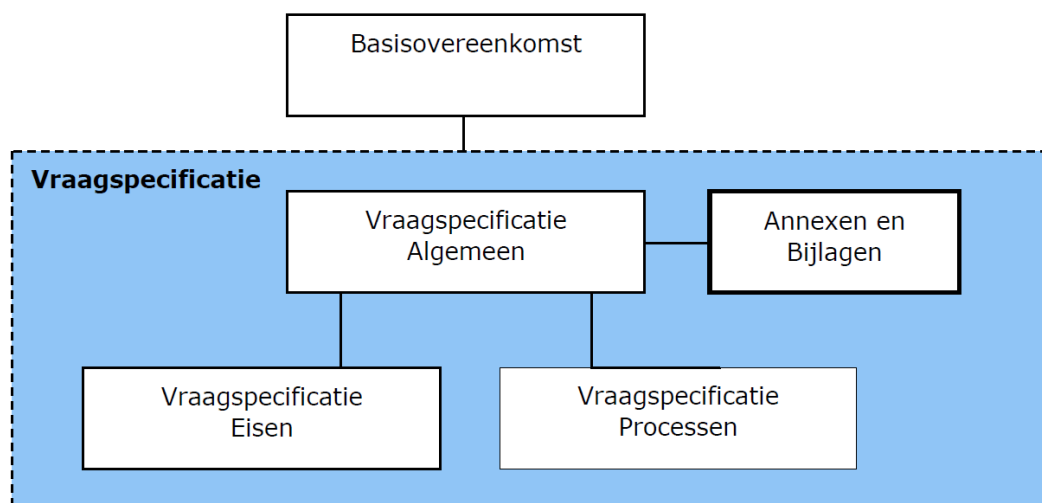 Basisovereenkomst
Vraagspecificatie
Vraagspecificatie
Algemeen
Annexen en
Bijlagen
Vraagspecificatie
Eisen
Vraagspecificatie
Processen